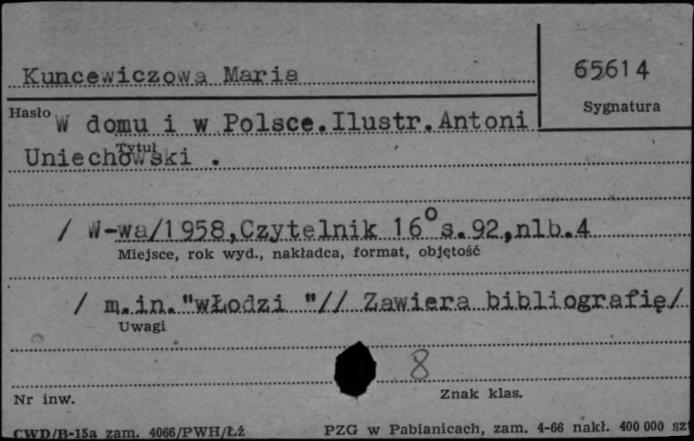 Kuncewiczowa Maria
65614
Hasło
Sygnatura
W domu i w Polsce.Ilustr.Antoni
Tytuł
Uniechowski .
/ W-wa/1958,Czytelnik 16° s.92,nlb.4
Miejsce, rok wyd., nakładca, format, objętość
/ m.in."wŁodzi "// Zawiera bibliografię/
Uwagi
8
Nr inw.
Znak klas.
CWD/B-15a zam. 4066/PWH/Łź
PZG w Pabianicach, zam. 4-66 nakł. 400 000 szt